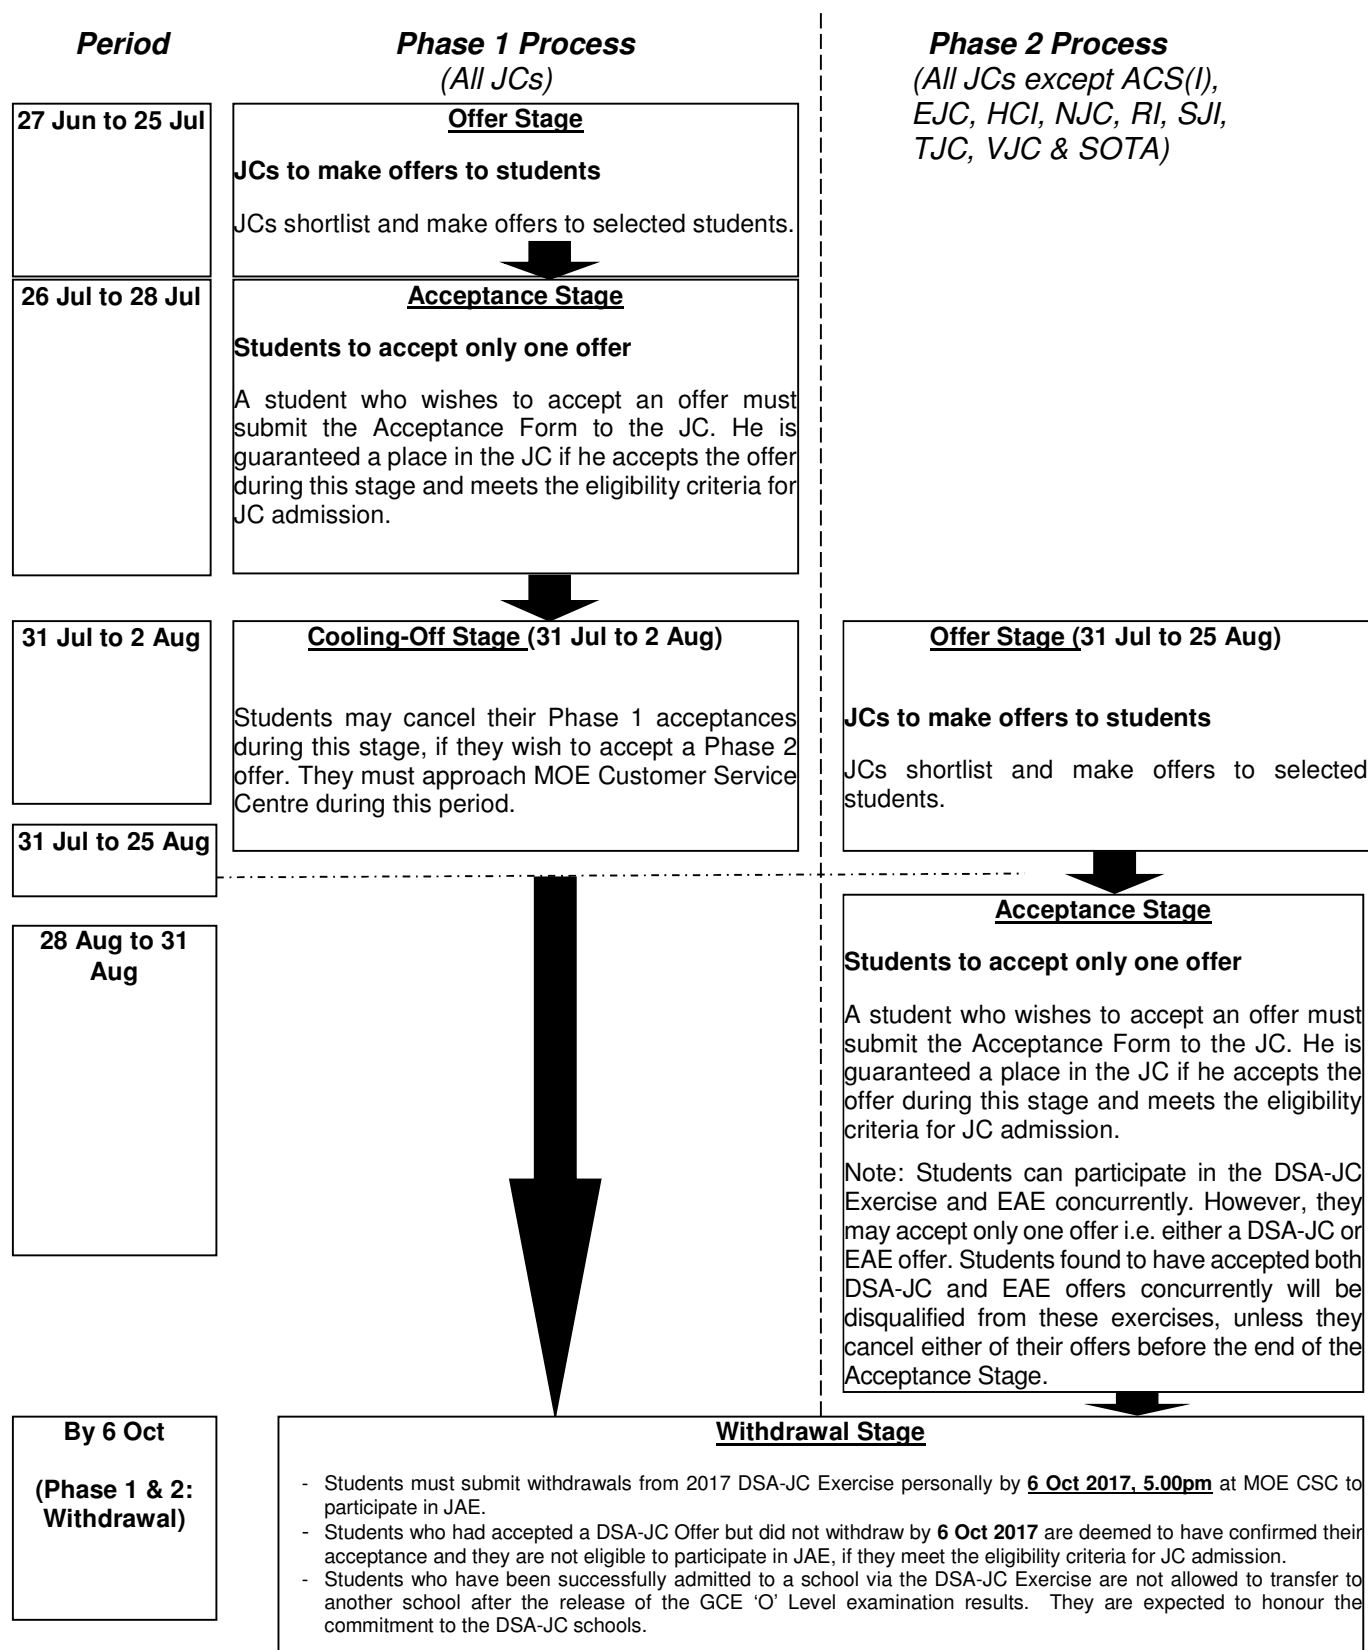 Period
Phase 1 Process
(All JCs)
Phase 2 Process
(All JCs except ACS(I),
EJC, HCI, NJC, RI, SJI,
TJC, VJC & SOTA)
27 Jun to 25 Jul
Offer Stage
JCs to make offers to students
JCs shortlist and make offers to selected students.
26 Jul to 28 Jul
Acceptance Stage
Students to accept only one offer
A student who wishes to accept an offer must
submit the Acceptance Form to the JC. He is
guaranteed a place in the JC if he accepts the offer
during this stage and meets the eligibility criteria for
JC admission.
31 Jul to 2 Aug
Cooling-Off Stage (31 Jul to 2 Aug)
Students may cancel their Phase 1 acceptances
during this stage, if they wish to accept a Phase 2
offer. They must approach MOE Customer Service
Centre during this period.
Offer Stage (31 Jul to 25 Aug)
JCs to make offers to students
JCs shortlist and make offers to selected
students.
31 Jul to 25 Aug
28 Aug to 31
Aug
Acceptance Stage
Students to accept only one offer
A student who wishes to accept an offer must
submit the Acceptance Form to the JC. He is
guaranteed a place in the JC if he accepts the
offer during this stage and meets the eligibility
criteria for JC admission.
Note: Students can participate in the DSA-JC
Exercise and EAE concurrently. However, they
may accept only one offer i.e. either a DSA-JC or
EAE offer. Students found to have accepted both
DSA-JC and EAE offers concurrently will be
disqualified from these exercises, unless they
cancel either of their offers before the end of the
Acceptance Stage.
By 6 Oct
(Phase 1 & 2:
Withdrawal)
Withdrawal Stage
- Students must submit withdrawals from 2017 DSA-JC Exercise personally by 6 Oct 2017, 5.00pm at MOE CSC to
participate in JAE.
- Students who had accepted a DSA-JC Offer but did not withdraw by 6 Oct 2017 are deemed to have confirmed their
acceptance and they are not eligible to participate in JAE, if they meet the eligibility criteria for JC admission.
- Students who have been successfully admitted to a school via the DSA-JC Exercise are not allowed to transfer to
another school after the release of the GCE ‘O’ Level examination results. They are expected to honour the
commitment to the DSA-JC schools.